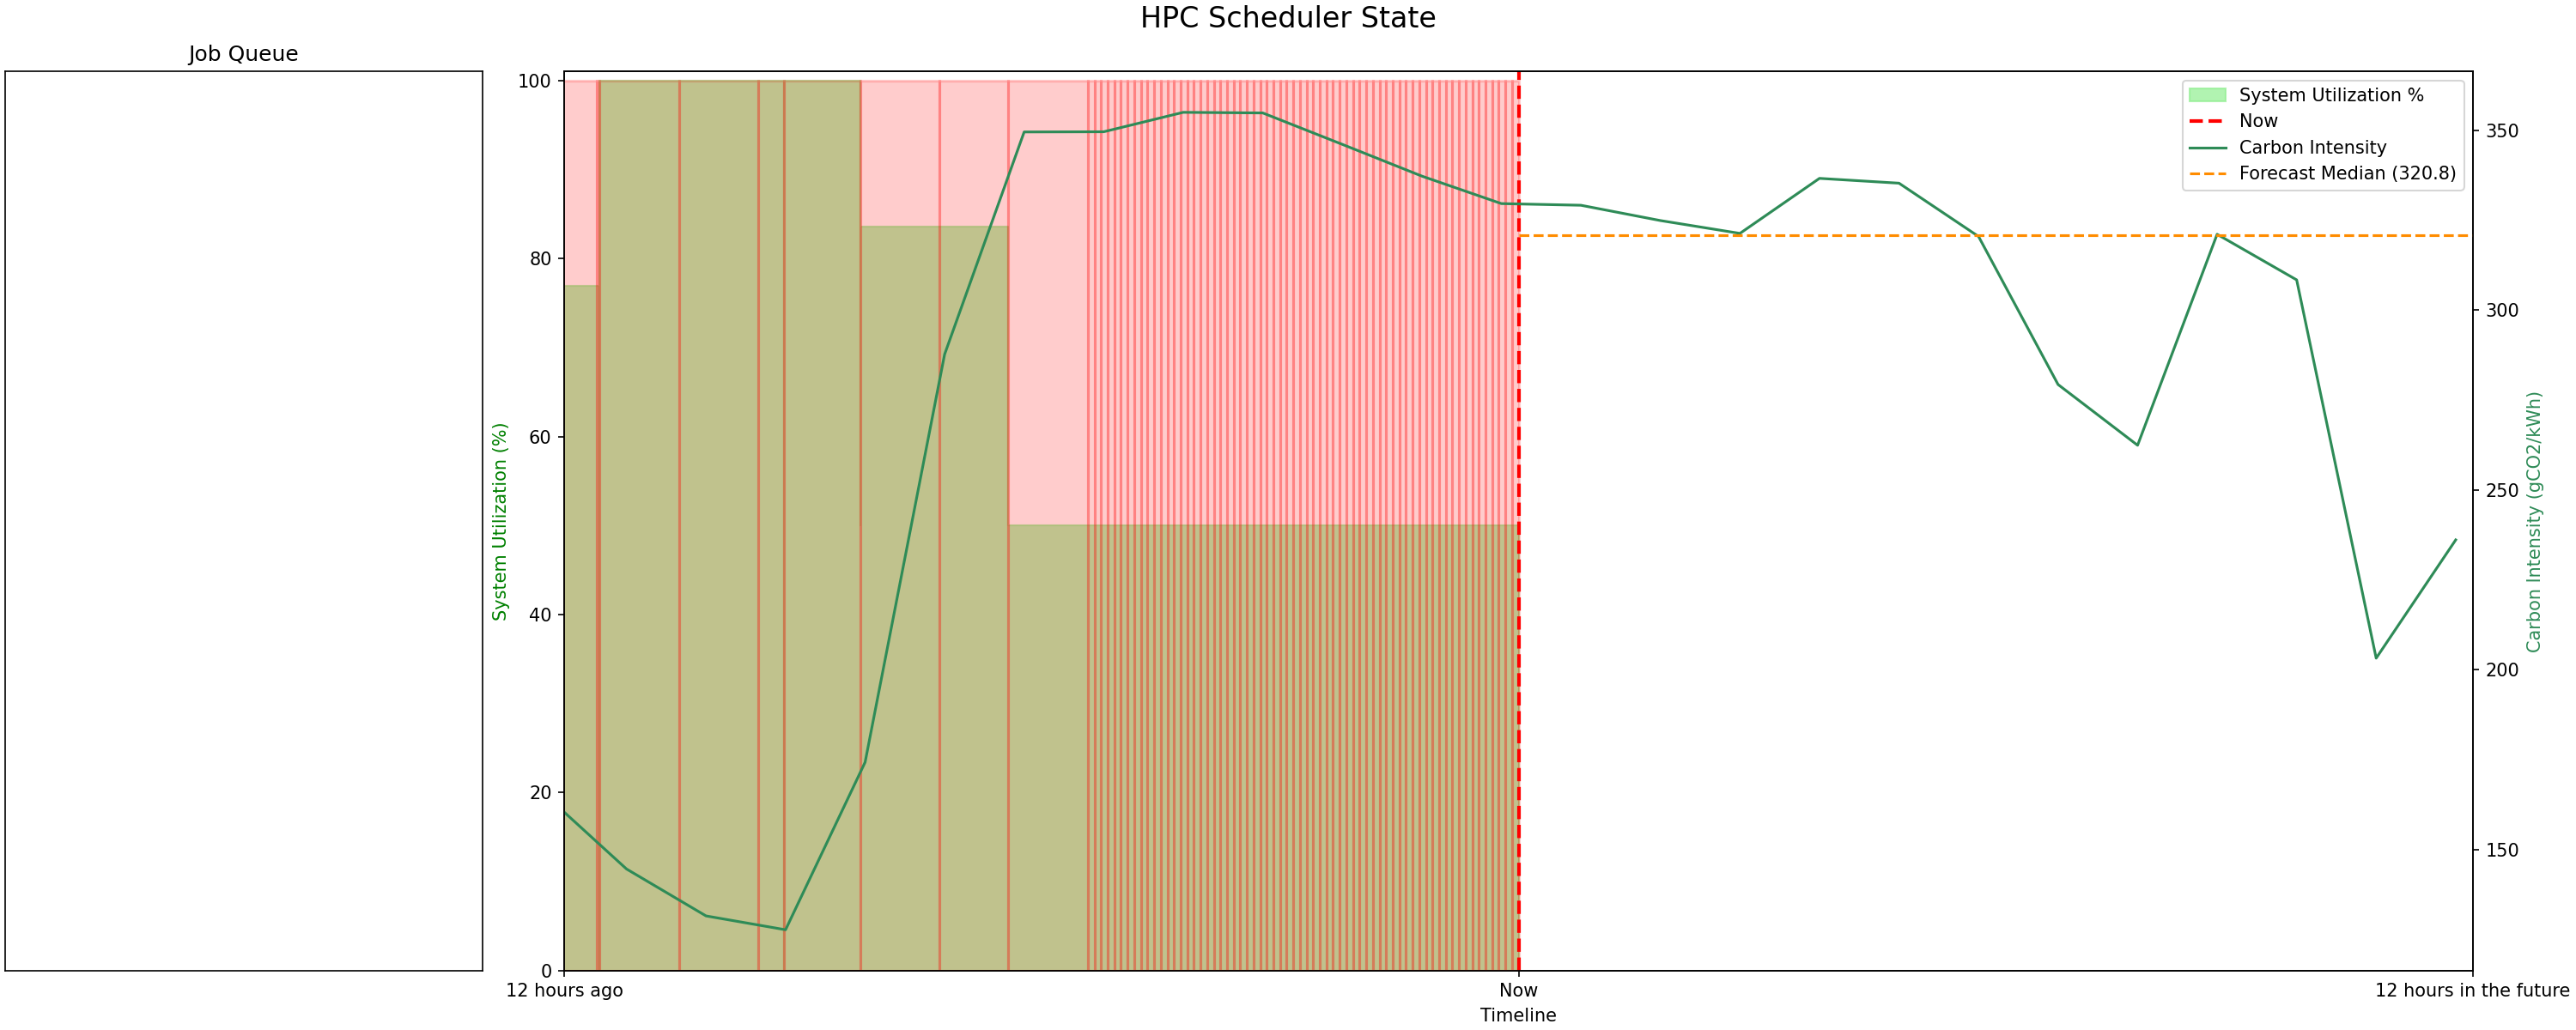 HPC Scheduler State
Job Queue
System Utilization (%)
100
80
60
40
20
0
System Utilization %
Now
Carbon Intensity
Forecast Median (320.8)
350
300
250
200
150
Carbon Intensity (gCO2/kWh)
12 hours ago
Now
12 hours in the future
Timeline